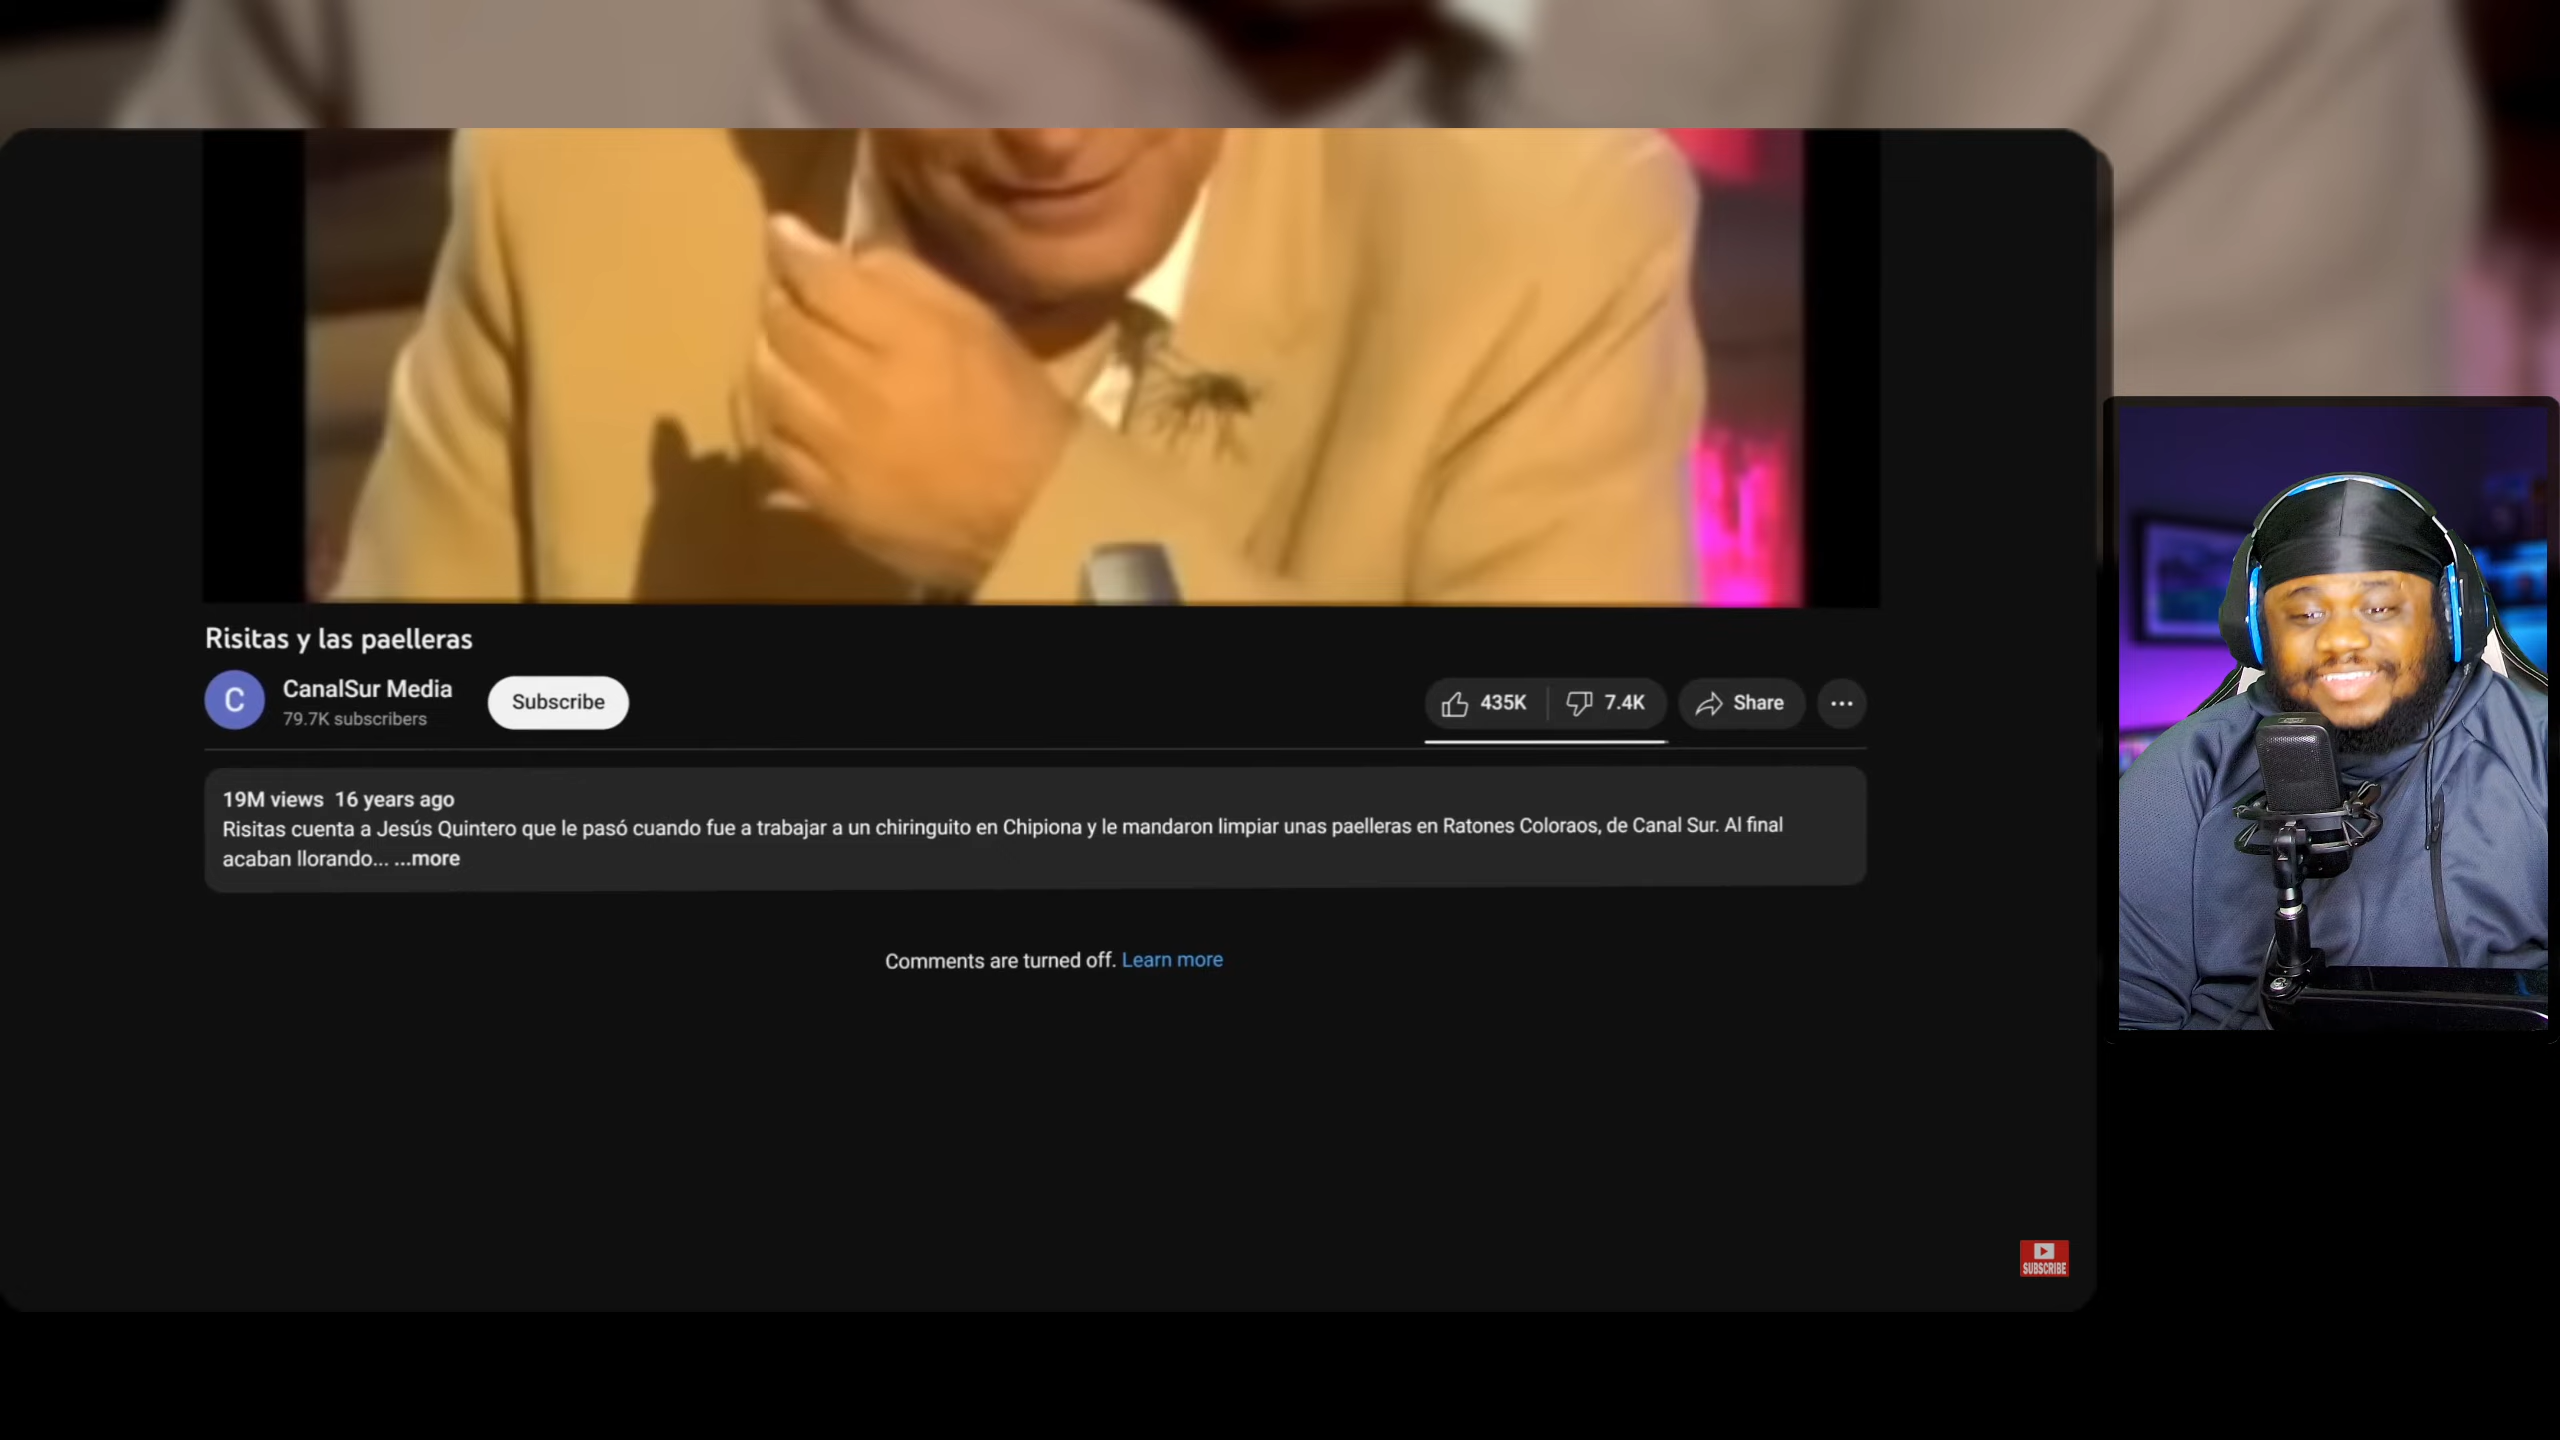 Risitas y las paelleras
C
CanalSur Media
79.7K subscribers
Subscribe
435K
7.4K
Share
19M views 16 years ago
Risitas cuenta a Jesús Quintero que le pasó cuando fue a trabajar a un chiringuito en Chipiona y le mandaron limpiar unas paelleras en Ratones Coloraos, de Canal Sur. Al final
acaban llorando... ...more
Comments are turned off. Learn more
SUBSCRIBE